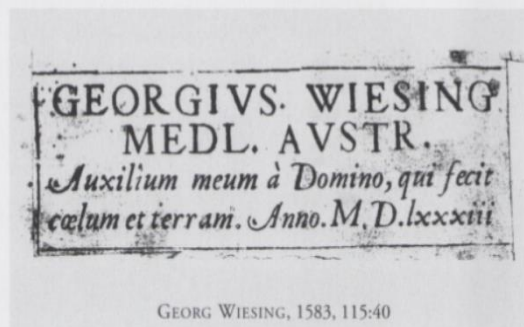 GEORGIVS. WIESING
MEDL. AVSTR.
Auxilium meum à Domino, qui fecit
cœlum et terram. Anno. M. D. lxxxiii
GEORG WIESING, 1583, 115:40